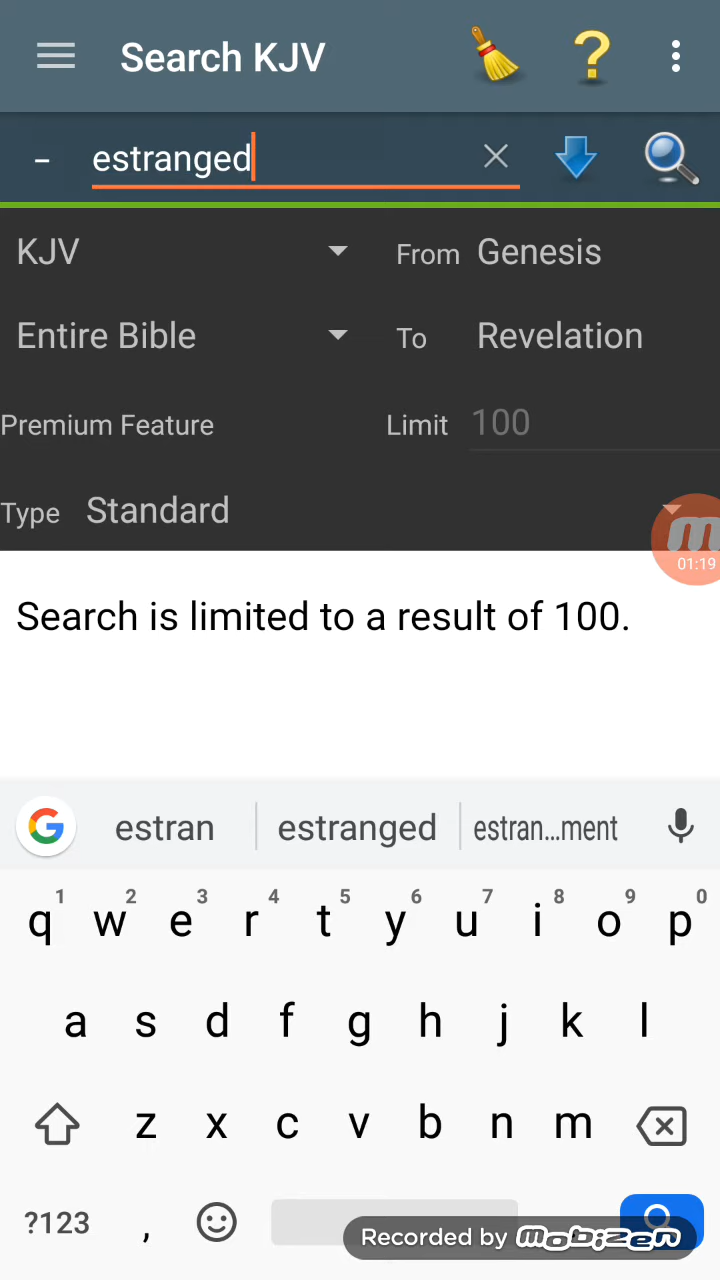 Search KJV
?
– estranged
KJV From Genesis
Entire Bible To Revelation
Premium Feature Limit 100
Type Standard
01:19
Search is limited to a result of 100.
G estran estranged estran...ment
1 2 3 4 5 6 7 8 9 0
q w e r t y u i o p
a s d f g h j k l
z x c v b n m
?123 ,
Recorded by mobizen